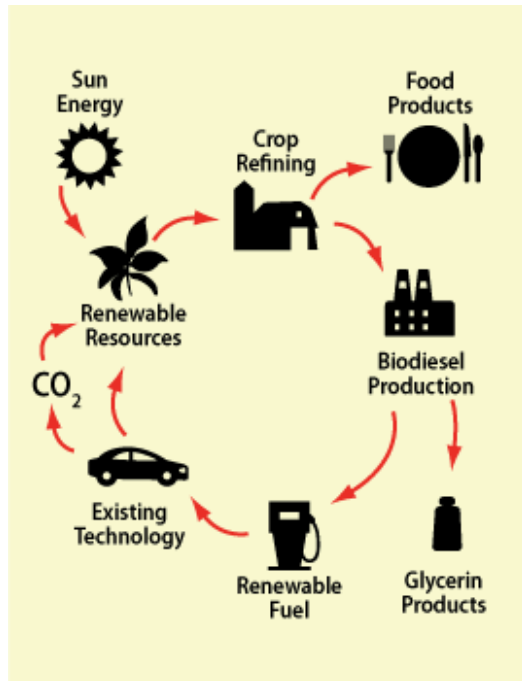 Sun
Energy
Food
Products
Crop
Refining
Renewable
Resources
Biodiesel
Production
CO₂
Existing
Technology
Renewable
Fuel
Glycerin
Products